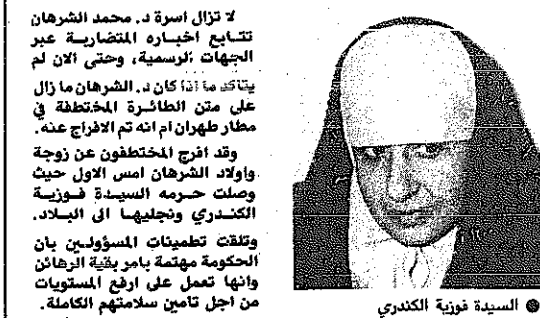 لا تزال اسرة د. محمد الشرهان
تتابع اخباره المتضاربة عبر
الجهات الرسمية، وحتى الان لم
يتاكد ما اذا كان د. الشرهان ما زال
على متن الطائرة المختطفة في
مطار طهران ام انه تم الافراج عنه.
وقد افرج المختطفون عن زوجة
واولاد الشرهان امس الاول حيث
وصلت حرمه السيدة فوزية
الكندري ونجليها الى البلاد.
وتلقت تطمينات المسؤولين بان
الحكومة مهتمة بامر بقية الرهائن
وانها تعمل على ارفع المستويات
من اجل تامين سلامتهم الكاملة.
● السيدة فوزية الكندري